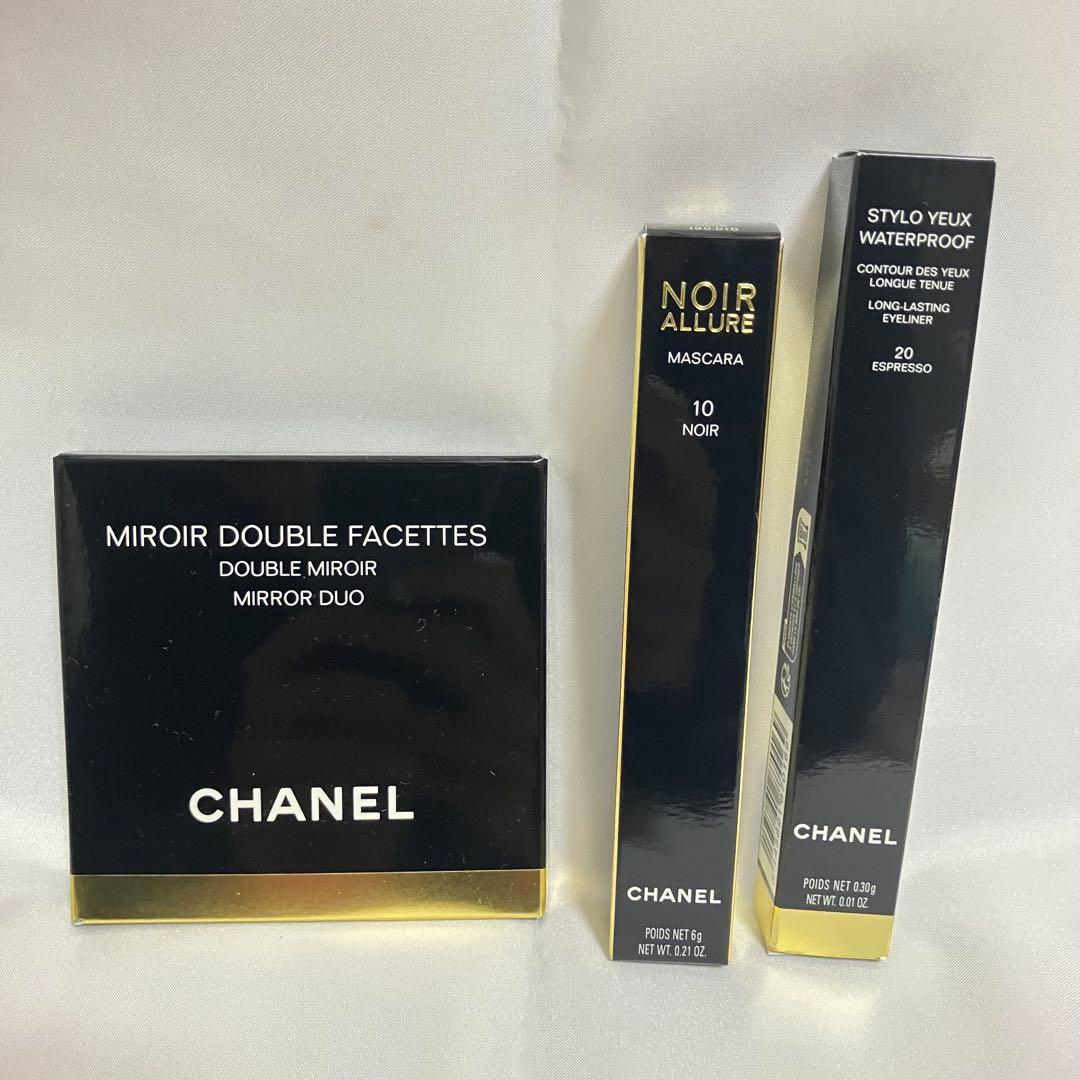 MIROIR DOUBLE FACETTES
DOUBLE MIROIR
MIRROR DUO
CHANEL
NOIR
ALLURE
MASCARA
10
NOIR
CHANEL
POIDS NET 6g
NET WT. 0.21 OZ.
STYLO YEUX
WATERPROOF
CONTOUR DES YEUX
LONGUE TENUE
LONG-LASTING
EYELINER
20
ESPRESSO
CHANEL
POIDS NET 0.30g
NET WT. 0.01 OZ.